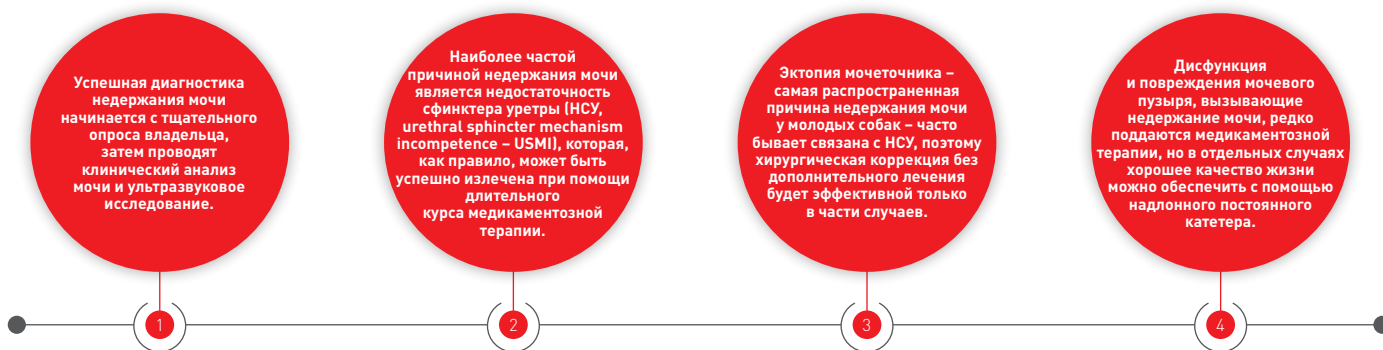 Успешная диагностика
недержания мочи
начинается с тщательного
опроса владельца,
затем проводят
клинический анализ
мочи и ультразвуковое
исследование.
1
Наиболее частой
причиной недержания мочи
является недостаточность
сфинктера уретры (НСУ,
urethral sphincter mechanism
incompetence – USMI), которая,
как правило, может быть
успешно излечена при помощи
длительного
курса медикаментозной
терапии.
2
Эктопия мочеточника –
самая распространенная
причина недержания мочи
у молодых собак – часто
бывает связана с НСУ, поэтому
хирургическая коррекция без
дополнительного лечения
будет эффективной только
в части случаев.
3
Дисфункция
и повреждения мочевого
пузыря, вызывающие
недержание мочи, редко
поддаются медикаментозной
терапии, но в отдельных случаях
хорошее качество жизни
можно обеспечить с помощью
надлонного постоянного
катетера.
4